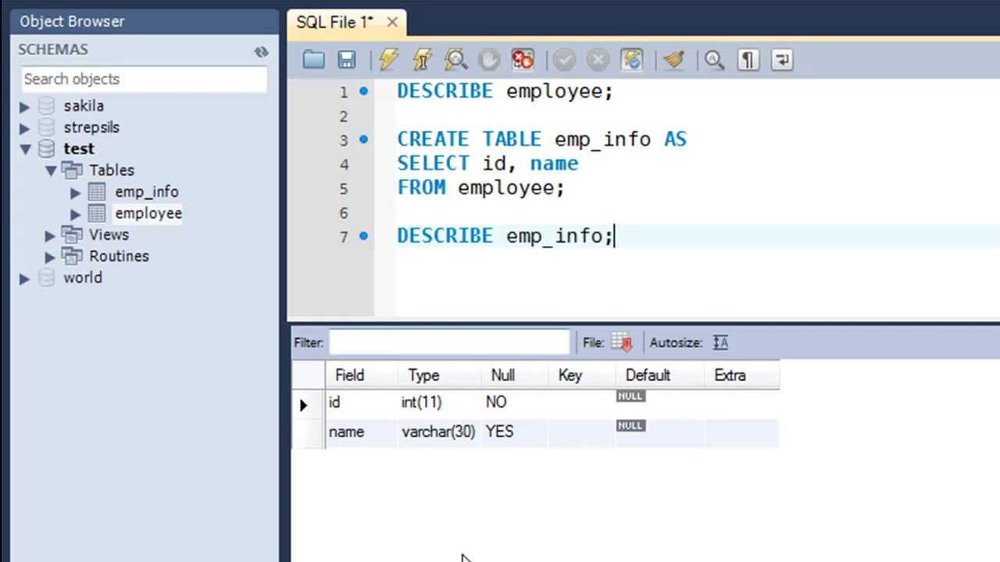 Object Browser
SCHEMAS
Search objects
sakila
strepsils
test
Tables
emp_info
employee
Views
Routines
world
SQL File 1*
1 DESCRIBE employee;
2
3 CREATE TABLE emp_info AS
4 SELECT id, name
5 FROM employee;
6
7 DESCRIBE emp_info;
Filter: File: Autosize:
Field Type Null Key Default Extra
id int(11) NO NULL
name varchar(30) YES NULL